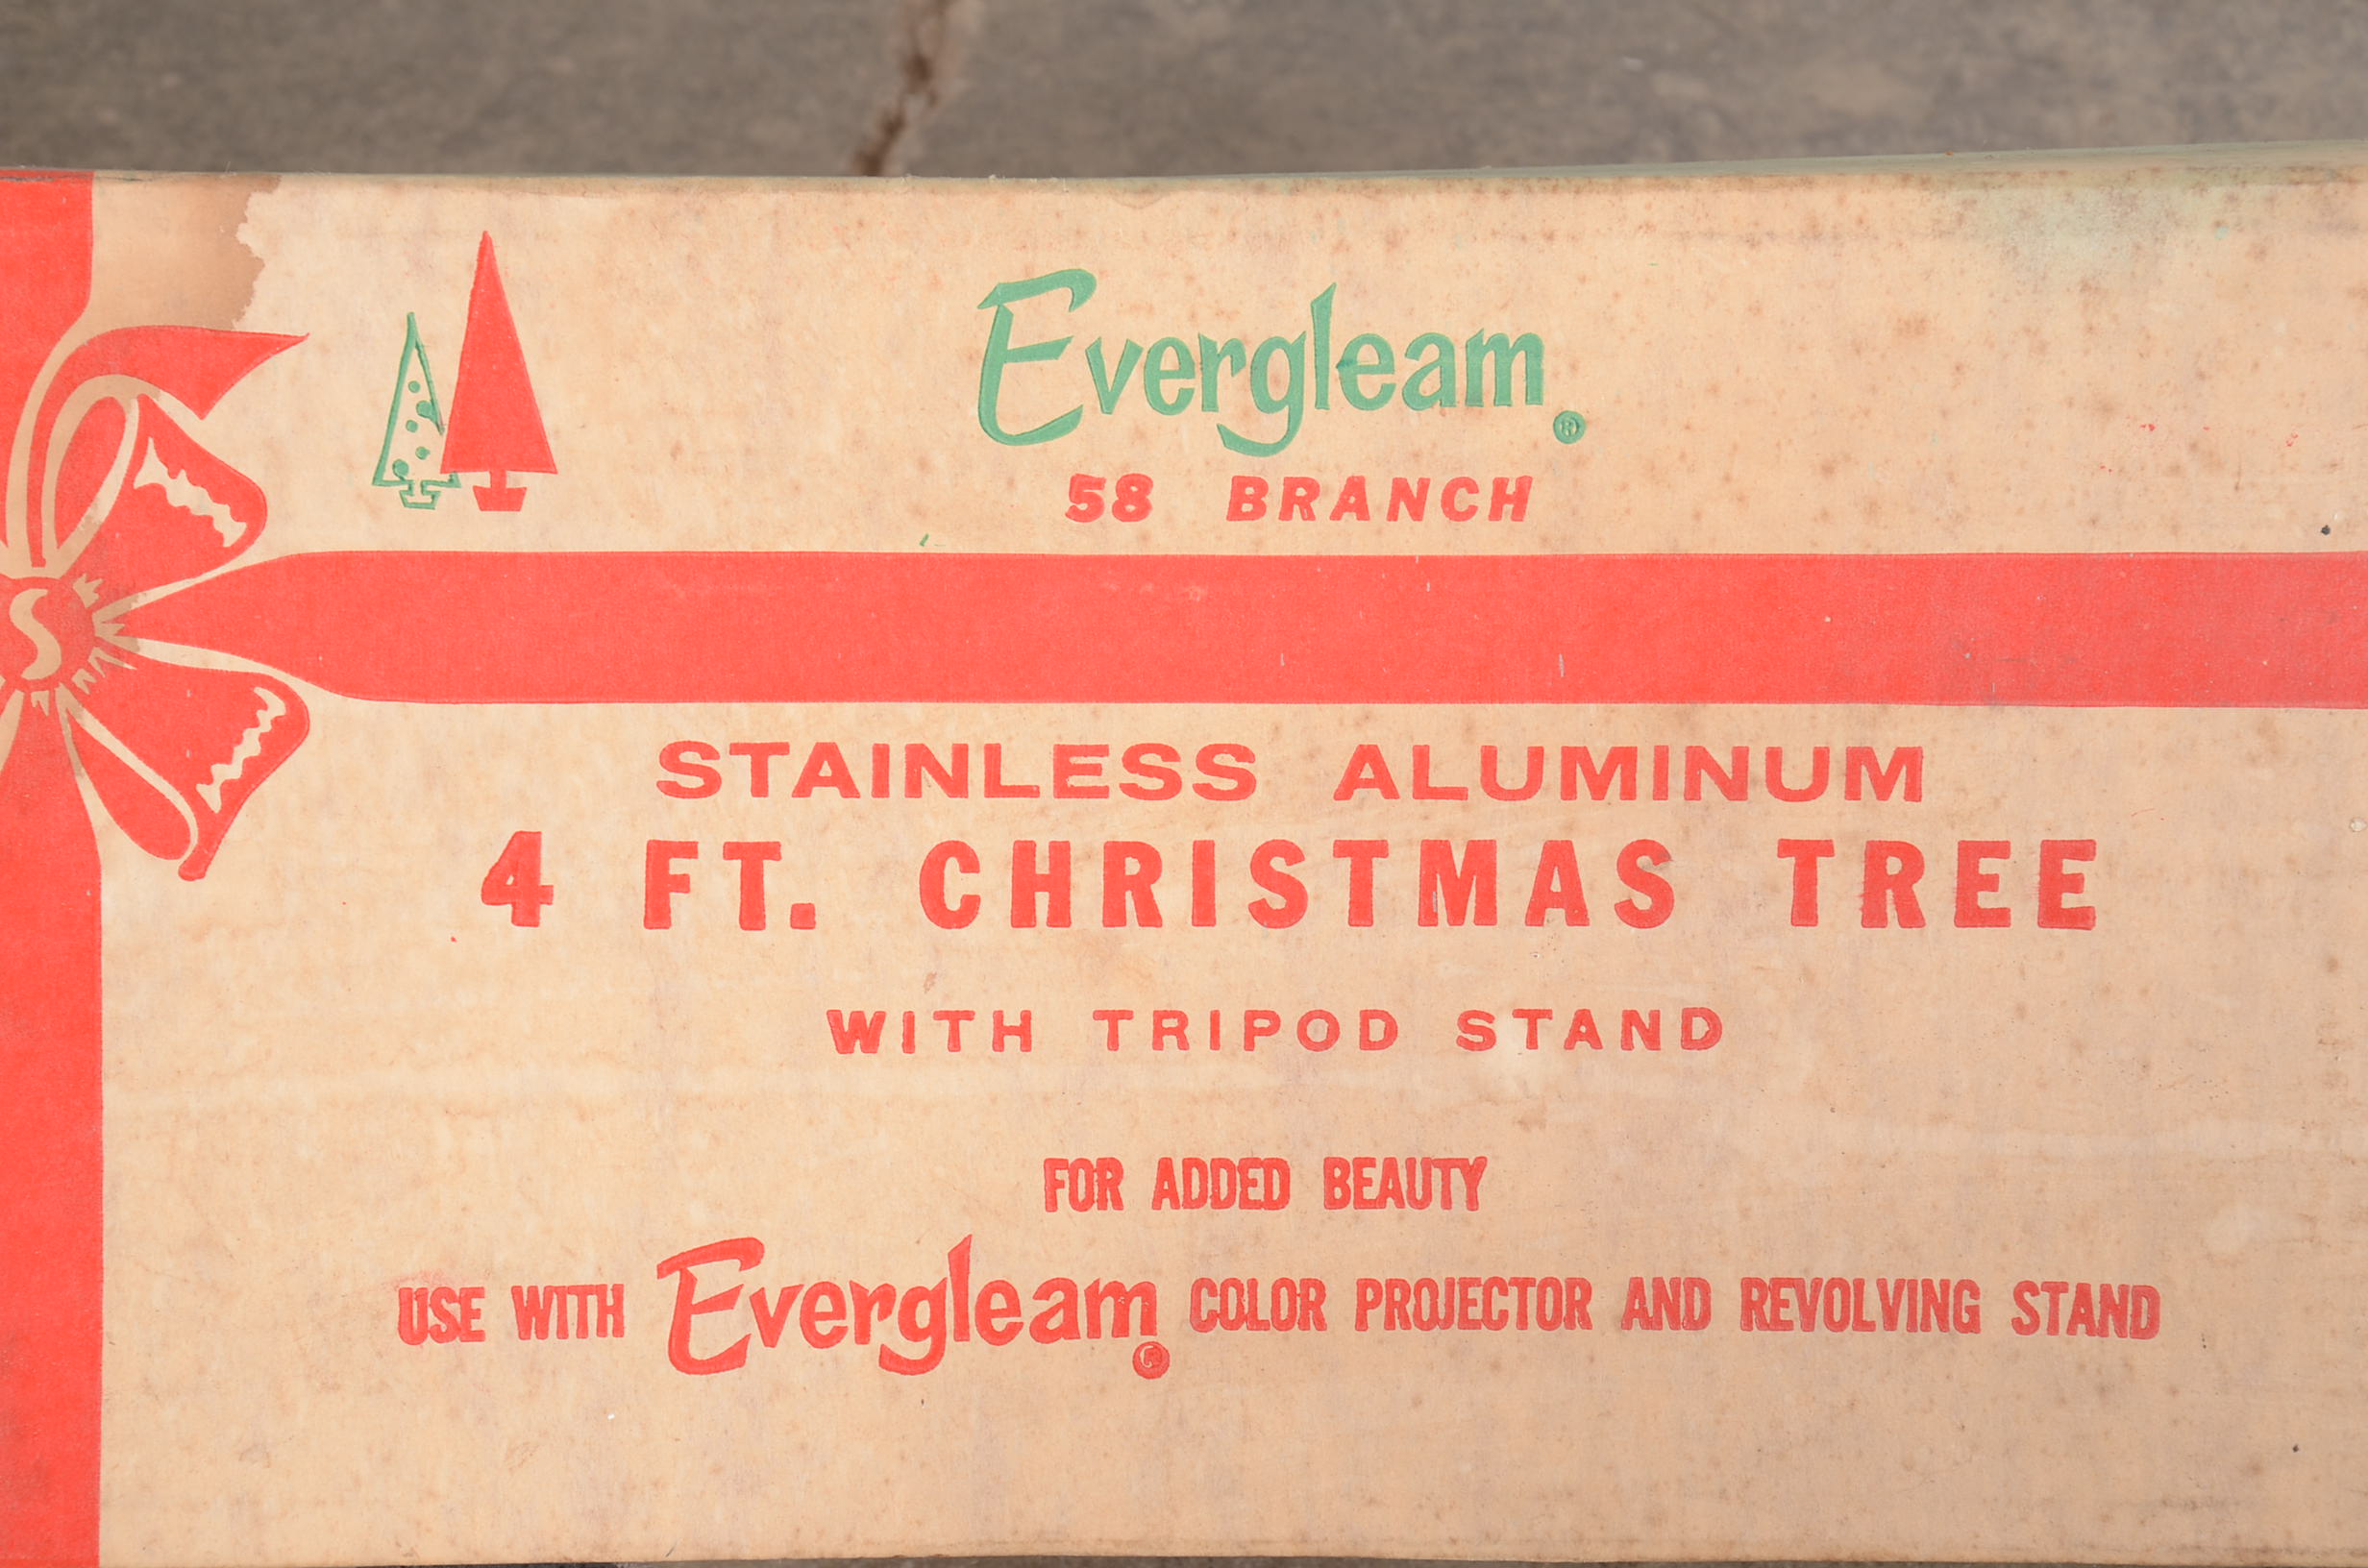 Evergleam®
58 BRANCH
S
STAINLESS ALUMINUM
4 FT. CHRISTMAS TREE
WITH TRIPOD STAND
FOR ADDED BEAUTY
USE WITH Evergleam® COLOR PROJECTOR AND REVOLVING STAND